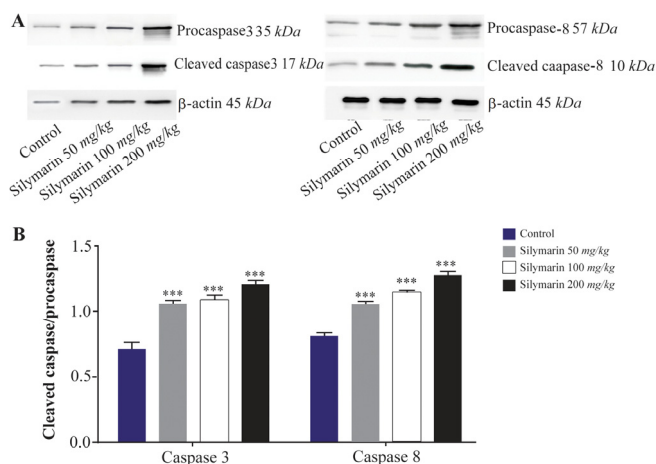 A
Procaspase3 35 kDa
Cleaved caspase3 17 kDa
β-actin 45 kDa
Control
Silymarin 50 mg/kg
Silymarin 100 mg/kg
Silymarin 200 mg/kg
Procaspase-8 57 kDa
Cleaved caapase-8 10 kDa
β-actin 45 kDa
Control
Silymarin 50 mg/kg
Silymarin 100 mg/kg
Silymarin 200 mg/kg
B
Cleaved caspase/procaspase
1.5
1.0
0.5
0.0
*** *** ***
*** *** ***
Caspase 3
Caspase 8
Control
Silymarin 50 mg/kg
Silymarin 100 mg/kg
Silymarin 200 mg/kg